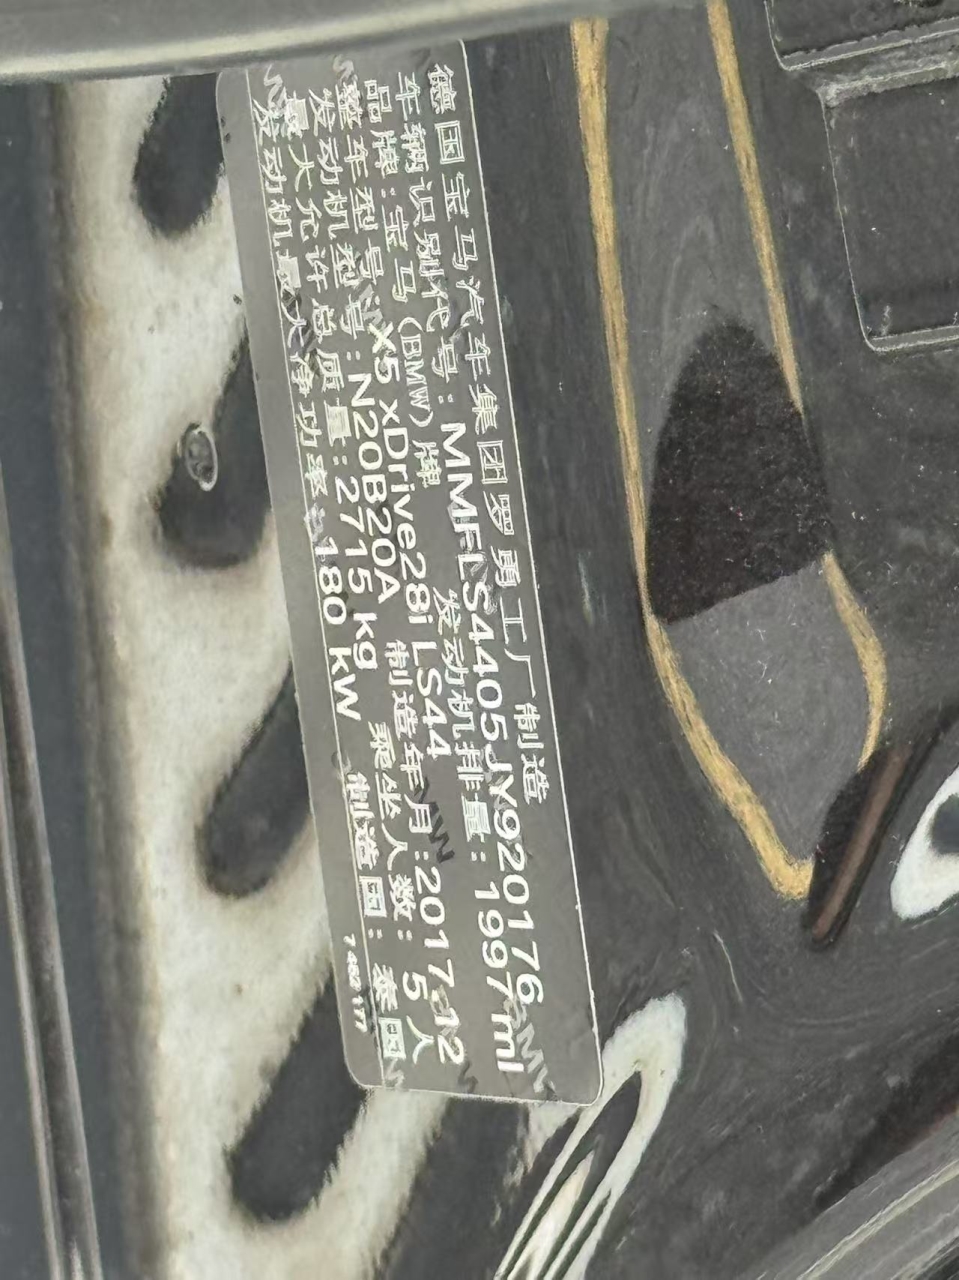 德国宝马汽车集团罗勇工厂制造
车辆识别代号：MMFLS4405JY920176
品牌：宝马（BMW）牌 发动机排量：1997 ml
整车型号：X5 xDrive28i LS44
发动机型号：N20B20A 制造年月：2017.12
最大允许总质量：2715 kg 乘坐人数：5人
发动机最大净功率：180 kW 制造国：泰国
7 462 177